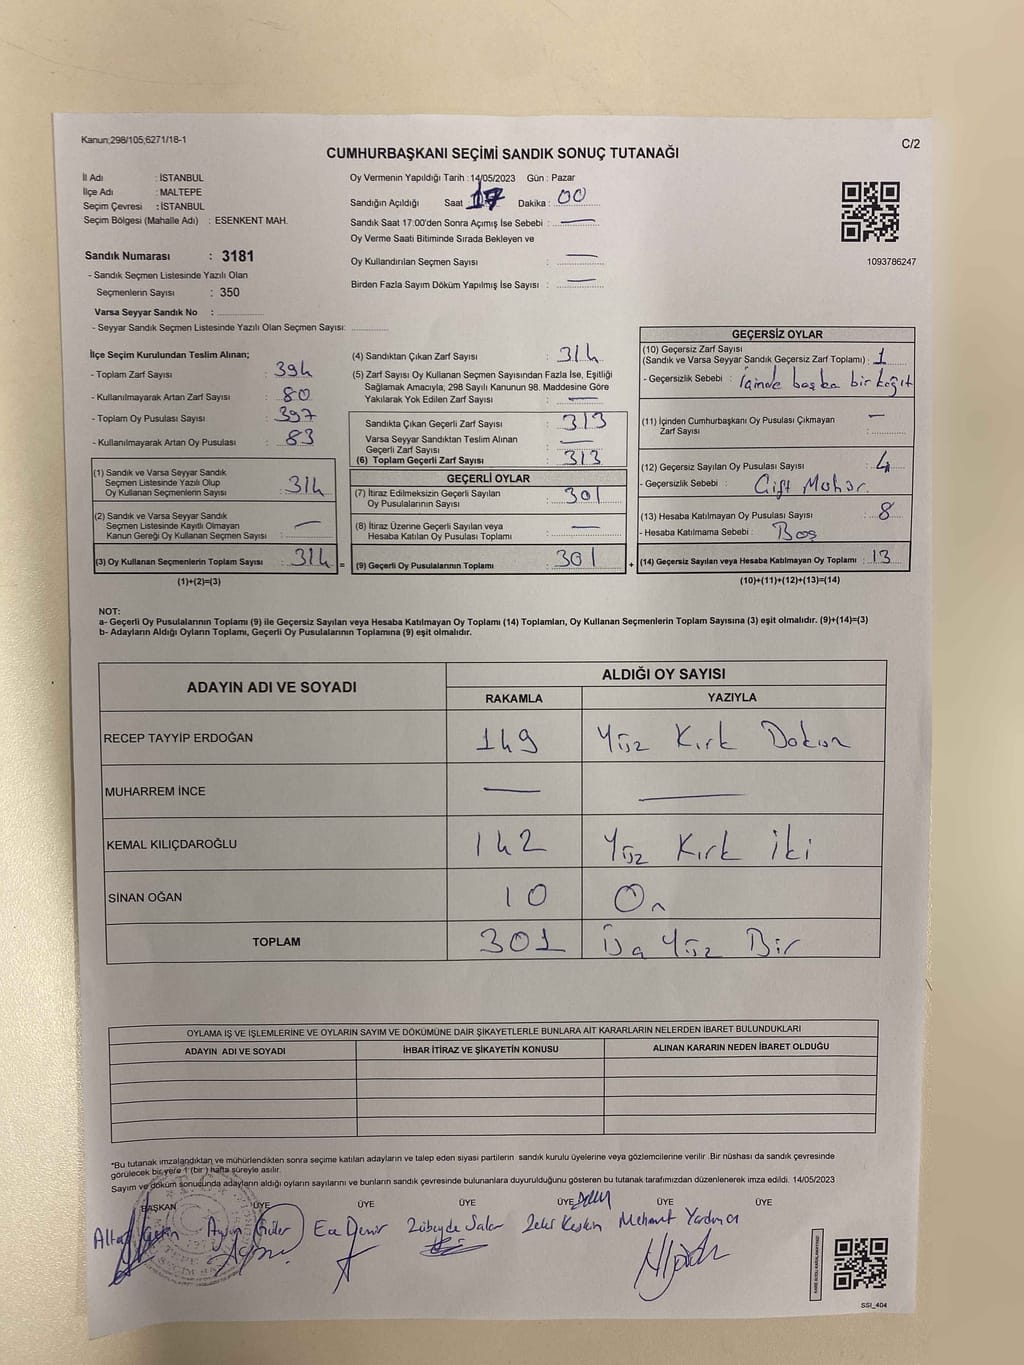 Kanun;298/105;6271/18-1
C/2
CUMHURBAŞKANI SEÇİMİ SANDIK SONUÇ TUTANAĞI
İl Adı : İSTANBUL
İlçe Adı : MALTEPE
Seçim Çevresi : İSTANBUL
Seçim Bölgesi (Mahalle Adı) : ESENKENT MAH.
Sandık Numarası : 3181
- Sandık Seçmen Listesinde Yazılı Olan
Seçmenlerin Sayısı : 350
Varsa Seyyar Sandık No :
- Seyyar Sandık Seçmen Listesinde Yazılı Olan Seçmen Sayısı:
Oy Vermenin Yapıldığı Tarih : 14/05/2023 Gün : Pazar
Sandığın Açıldığı Saat 17 Dakika : 00
Sandık Saat 17:00'den Sonra Açımış İse Sebebi : —
Oy Verme Saati Bitiminde Sırada Bekleyen ve
Oy Kullandırılan Seçmen Sayısı : —
Birden Fazla Sayım Döküm Yapılmış İse Sayısı : —
1093786247
İlçe Seçim Kurulundan Teslim Alınan;
- Toplam Zarf Sayısı : 394
- Kullanılmayarak Artan Zarf Sayısı : 80
- Toplam Oy Pusulası Sayısı : 397
- Kullanılmayarak Artan Oy Pusulası : 83
(1) Sandık ve Varsa Seyyar Sandık
Seçmen Listesinde Yazılı Olup
Oy Kullanan Seçmenlerin Sayısı : 314
(2) Sandık ve Varsa Seyyar Sandık
Seçmen Listesinde Kayıtlı Olmayan
Kanun Gereği Oy Kullanan Seçmen Sayısı : —
(3) Oy Kullanan Seçmenlerin Toplam Sayısı : 314 =
(1)+(2)=(3)
(4) Sandıktan Çıkan Zarf Sayısı : 314
(5) Zarf Sayısı Oy Kullanan Seçmen Sayısından Fazla İse, Eşitliği
Sağlamak Amacıyla; 298 Sayılı Kanunun 98. Maddesine Göre
Yakılarak Yok Edilen Zarf Sayısı : —
Sandıkta Çıkan Geçerli Zarf Sayısı : 313
Varsa Seyyar Sandıktan Teslim Alınan
Geçerli Zarf Sayısı : —
(6) Toplam Geçerli Zarf Sayısı : 313
GEÇERLİ OYLAR
(7) İtiraz Edilmeksizin Geçerli Sayılan
Oy Pusulalarının Sayısı : 301
(8) İtiraz Üzerine Geçerli Sayılan veya
Hesaba Katılan Oy Pusulası Toplamı : —
(9) Geçerli Oy Pusulalarının Toplamı : 301 +
GEÇERSİZ OYLAR
(10) Geçersiz Zarf Sayısı
(Sandık ve Varsa Seyyar Sandık Geçersiz Zarf Toplamı) : 1
- Geçersizlik Sebebi : İçinde başka bir kağıt
(11) İçinden Cumhurbaşkanı Oy Pusulası Çıkmayan
Zarf Sayısı : —
(12) Geçersiz Sayılan Oy Pusulası Sayısı : 4
- Geçersizlik Sebebi : Çift Mühür.
(13) Hesaba Katılmayan Oy Pusulası Sayısı : 8
- Hesaba Katılmama Sebebi : Boş
(14) Geçersiz Sayılan veya Hesaba Katılmayan Oy Toplamı : 13
(10)+(11)+(12)+(13)=(14)
NOT:
a- Geçerli Oy Pusulalarının Toplamı (9) ile Geçersiz Sayılan veya Hesaba Katılmayan Oy Toplamı (14) Toplamları, Oy Kullanan Seçmenlerin Toplam Sayısına (3) eşit olmalıdır. (9)+(14)=(3)
b- Adayların Aldığı Oyların Toplamı, Geçerli Oy Pusulalarının Toplamına (9) eşit olmalıdır.
ADAYIN ADI VE SOYADI ALDIĞI OY SAYISI
RAKAMLA YAZIYLA
RECEP TAYYİP ERDOĞAN 149 Yüz Kırk Dokuz
MUHARREM İNCE — —
KEMAL KILIÇDAROĞLU 142 Yüz Kırk İki
SİNAN OĞAN 10 On
TOPLAM 301 Üç Yüz Bir
OYLAMA İŞ VE İŞLEMLERİNE VE OYLARIN SAYIM VE DÖKÜMÜNE DAİR ŞİKAYETLERLE BUNLARA AİT KARARLARIN NELERDEN İBARET BULUNDUKLARI
ADAYIN ADI VE SOYADI İHBAR İTİRAZ VE ŞİKAYETİN KONUSU ALINAN KARARIN NEDEN İBARET OLDUĞU
*Bu tutanak imzalandıktan ve mühürlendikten sonra seçime katılan adayların ve talep eden siyasi partilerin sandık kurulu üyelerine veya gözlemcilerine verilir .Bir nüshası da sandık çevresinde
görülecek bir yere 1 (bir ) hafta süreyle asılır.
Sayım ve döküm sonucunda adayların aldığı oyların sayılarını ve bunların sandık çevresinde bulunanlara duyurulduğunu gösteren bu tutanak tarafımızdan düzenlenerek imza edildi. 14/05/2023
BAŞKAN ÜYE ÜYE ÜYE ÜYE ÜYE ÜYE
Aysın Güler Ece Demir Zübeyde Salar Zeki Keskin Mehmet Yardımcı
SSI_404